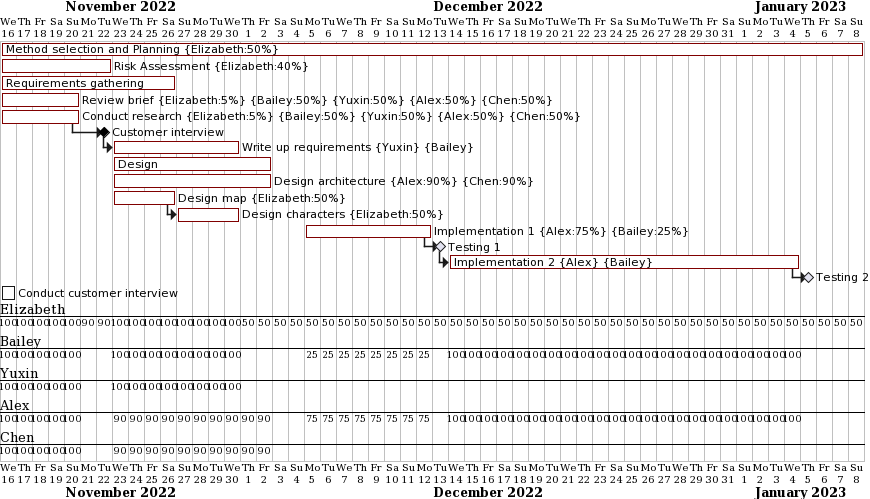 November 2022 December 2022 January 2023
We Th Fr Sa Su Mo Tu We Th Fr Sa Su Mo Tu We Th Fr Sa Su Mo Tu We Th Fr Sa Su Mo Tu We Th Fr Sa Su Mo Tu We Th Fr Sa Su Mo Tu We Th Fr Sa Su Mo Tu We Th Fr Sa Su
16 17 18 19 20 21 22 23 24 25 26 27 28 29 30 1 2 3 4 5 6 7 8 9 10 11 12 13 14 15 16 17 18 19 20 21 22 23 24 25 26 27 28 29 30 31 1 2 3 4 5 6 7 8
Method selection and Planning {Elizabeth:50%}
Risk Assessment {Elizabeth:40%}
Requirements gathering
Review brief {Elizabeth:5%} {Bailey:50%} {Yuxin:50%} {Alex:50%} {Chen:50%}
Conduct research {Elizabeth:5%} {Bailey:50%} {Yuxin:50%} {Alex:50%} {Chen:50%}
Customer interview
Write up requirements {Yuxin} {Bailey}
Design
Design architecture {Alex:90%} {Chen:90%}
Design map {Elizabeth:50%}
Design characters {Elizabeth:50%}
Implementation 1 {Alex:75%} {Bailey:25%}
Testing 1
Implementation 2 {Alex} {Bailey}
Testing 2
Conduct customer interview
Elizabeth
100 100 100 100 100 90 90 100 100 100 100 100 100 100 100 50 50 50 50 50 50 50 50 50 50 50 50 50 50 50 50 50 50 50 50 50 50 50 50 50 50 50 50 50 50 50 50 50 50 50 50 50 50 50
Bailey
100 100 100 100 100 100 100 100 100 100 100 100 100 25 25 25 25 25 25 25 25 100 100 100 100 100 100 100 100 100 100 100 100 100 100 100 100 100 100 100 100 100 100
Yuxin
100 100 100 100 100 100 100 100 100 100 100 100 100
Alex
100 100 100 100 100 90 90 90 90 90 90 90 90 90 90 75 75 75 75 75 75 75 75 100 100 100 100 100 100 100 100 100 100 100 100 100 100 100 100 100 100 100 100 100 100
Chen
100 100 100 100 100 90 90 90 90 90 90 90 90 90 90
We Th Fr Sa Su Mo Tu We Th Fr Sa Su Mo Tu We Th Fr Sa Su Mo Tu We Th Fr Sa Su Mo Tu We Th Fr Sa Su Mo Tu We Th Fr Sa Su Mo Tu We Th Fr Sa Su Mo Tu We Th Fr Sa Su
16 17 18 19 20 21 22 23 24 25 26 27 28 29 30 1 2 3 4 5 6 7 8 9 10 11 12 13 14 15 16 17 18 19 20 21 22 23 24 25 26 27 28 29 30 31 1 2 3 4 5 6 7 8
November 2022 December 2022 January 2023